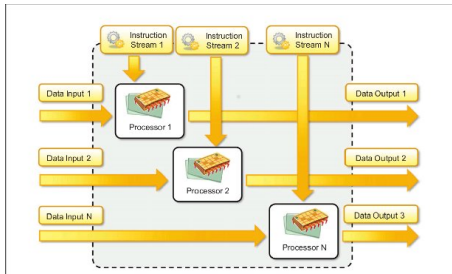 Instruction
Stream 1
Instruction
Stream 2
Instruction
Stream N
Data Input 1
Data Output 1
Processor 1
Data Input 2
Data Output 2
Processor 2
Data Input N
Data Output 3
Processor N